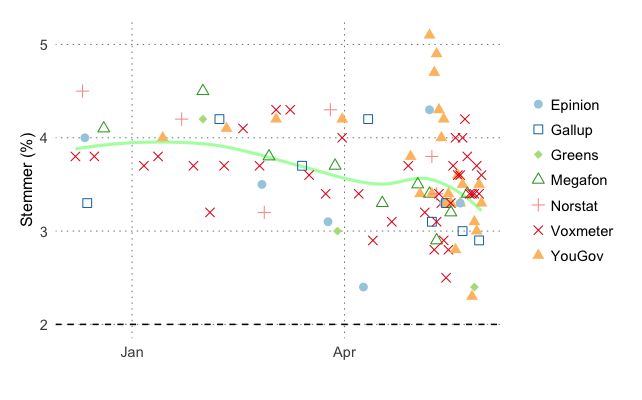 5
4
3
2
Stemmer (%)
Jan
Apr
Epinion
Gallup
Greens
Megafon
Norstat
Voxmeter
YouGov